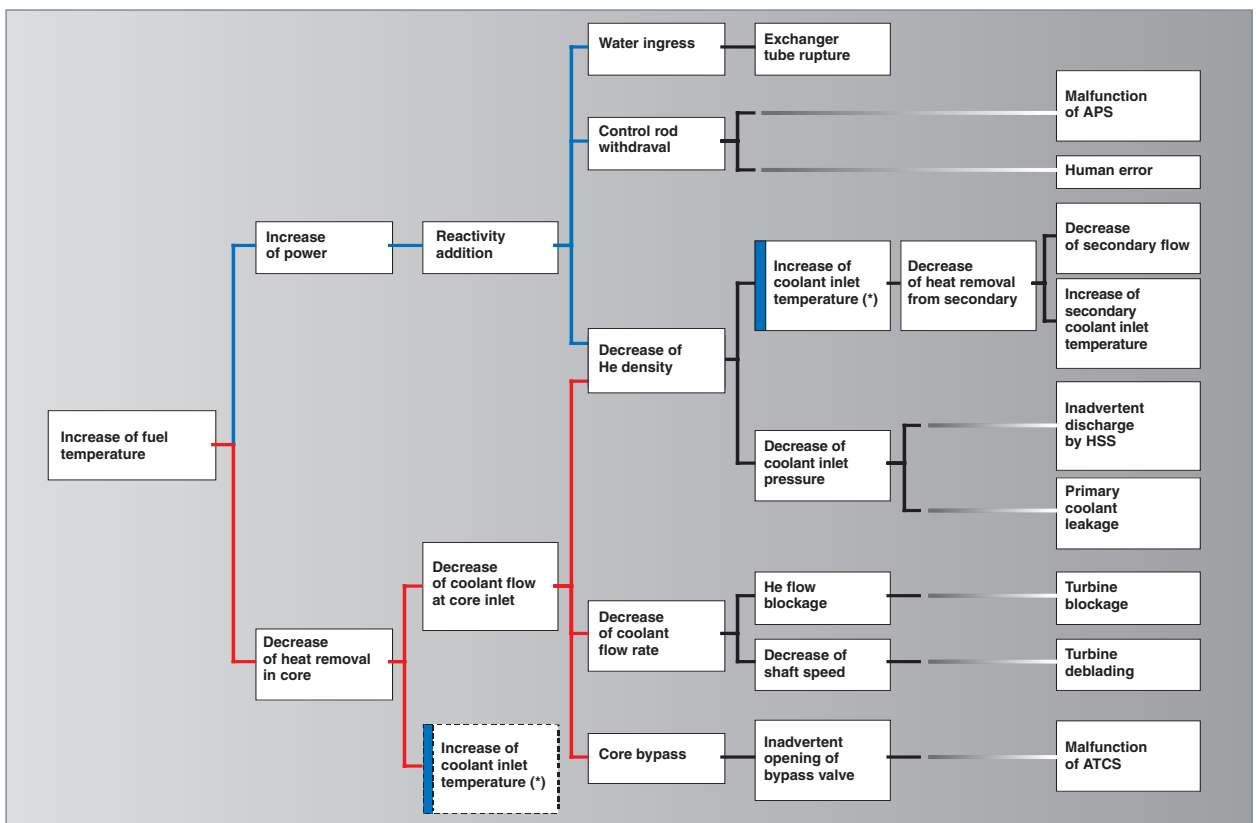 Water ingress
Exchanger
tube rupture
Malfunction
of APS
Control rod
withdraval
Human error
Increase
of power
Reactivity
addition
Decrease
of secondary flow
Increase of
coolant inlet
temperature (*)
Decrease
of heat removal
from secondary
Increase of
secondary
coolant inlet
temperature
Decrease of
He density
Inadvertent
discharge
by HSS
Increase of fuel
temperature
Decrease of
coolant inlet
pressure
Primary
coolant
leakage
Decrease
of coolant flow
at core inlet
He flow
blockage
Turbine
blockage
Decrease
of heat removal
in core
Decrease
of coolant
flow rate
Decrease of
shaft speed
Turbine
deblading
Increase of
coolant inlet
temperature (*)
Core bypass
Inadvertent
opening of
bypass valve
Malfunction
of ATCS